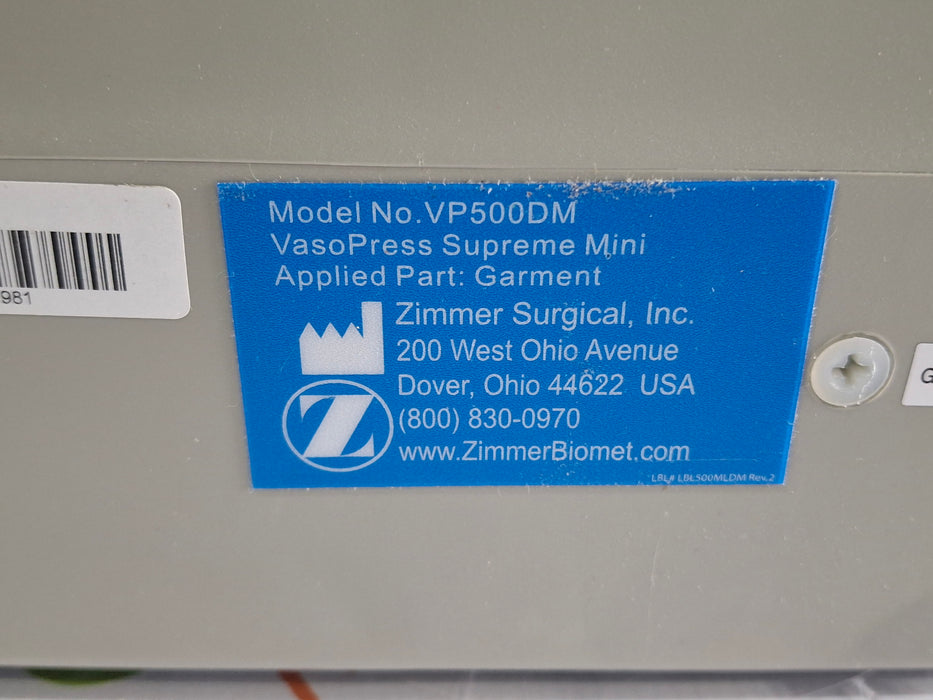 Model No.VP500DM
VasoPress Supreme Mini
Applied Part: Garment
Zimmer Surgical, Inc.
200 West Ohio Avenue
Dover, Ohio 44622 USA
Z
(800) 830-0970
www.ZimmerBiomet.com
LBL# LBL500MLDM Rev.2
981
G